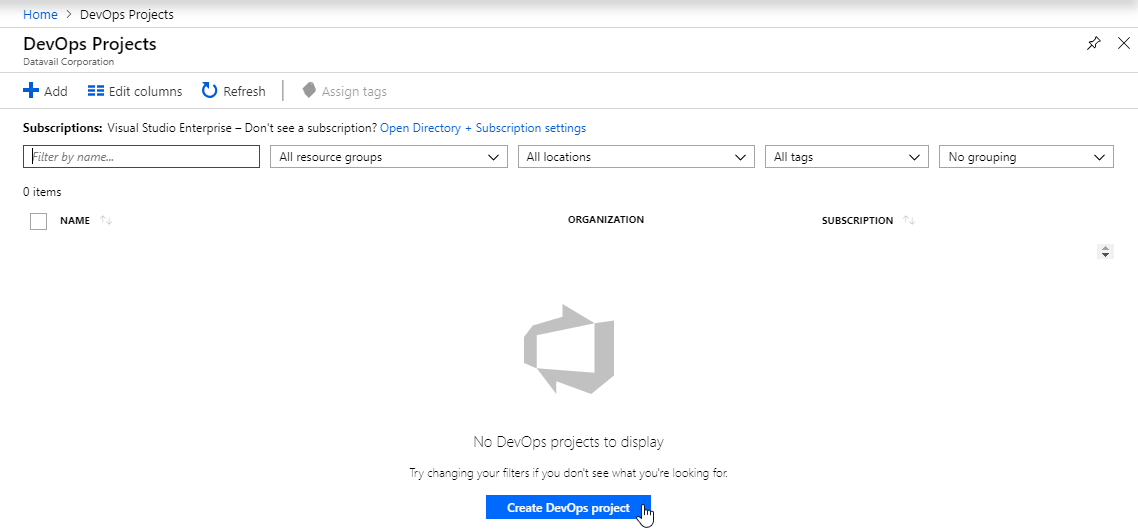 Home > DevOps Projects
DevOps Projects
Datavail Corporation
Add Edit columns Refresh Assign tags
Subscriptions: Visual Studio Enterprise – Don't see a subscription? Open Directory + Subscription settings
Filter by name... All resource groups All locations All tags No grouping
0 items
NAME ORGANIZATION SUBSCRIPTION
No DevOps projects to display
Try changing your filters if you don't see what you're looking for.
Create DevOps project